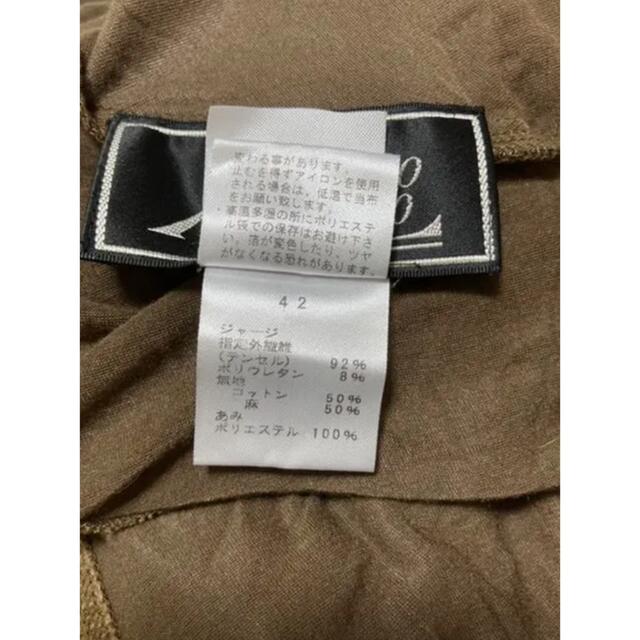 変わる事があります。
止むを得ずアイロンを使用
される場合は、低温で当布
をお願い致します。
・高温多湿の所にポリエステ
ル袋での保存はお避け下さ
い。箔が変色したり、ツヤ
がなくなる恐れがあります。
42
ジャージ
指定外繊維
(テンセル) 92%
ポリウレタン 8%
無地
コットン 50%
麻 50%
あみ
ポリエステル 100%